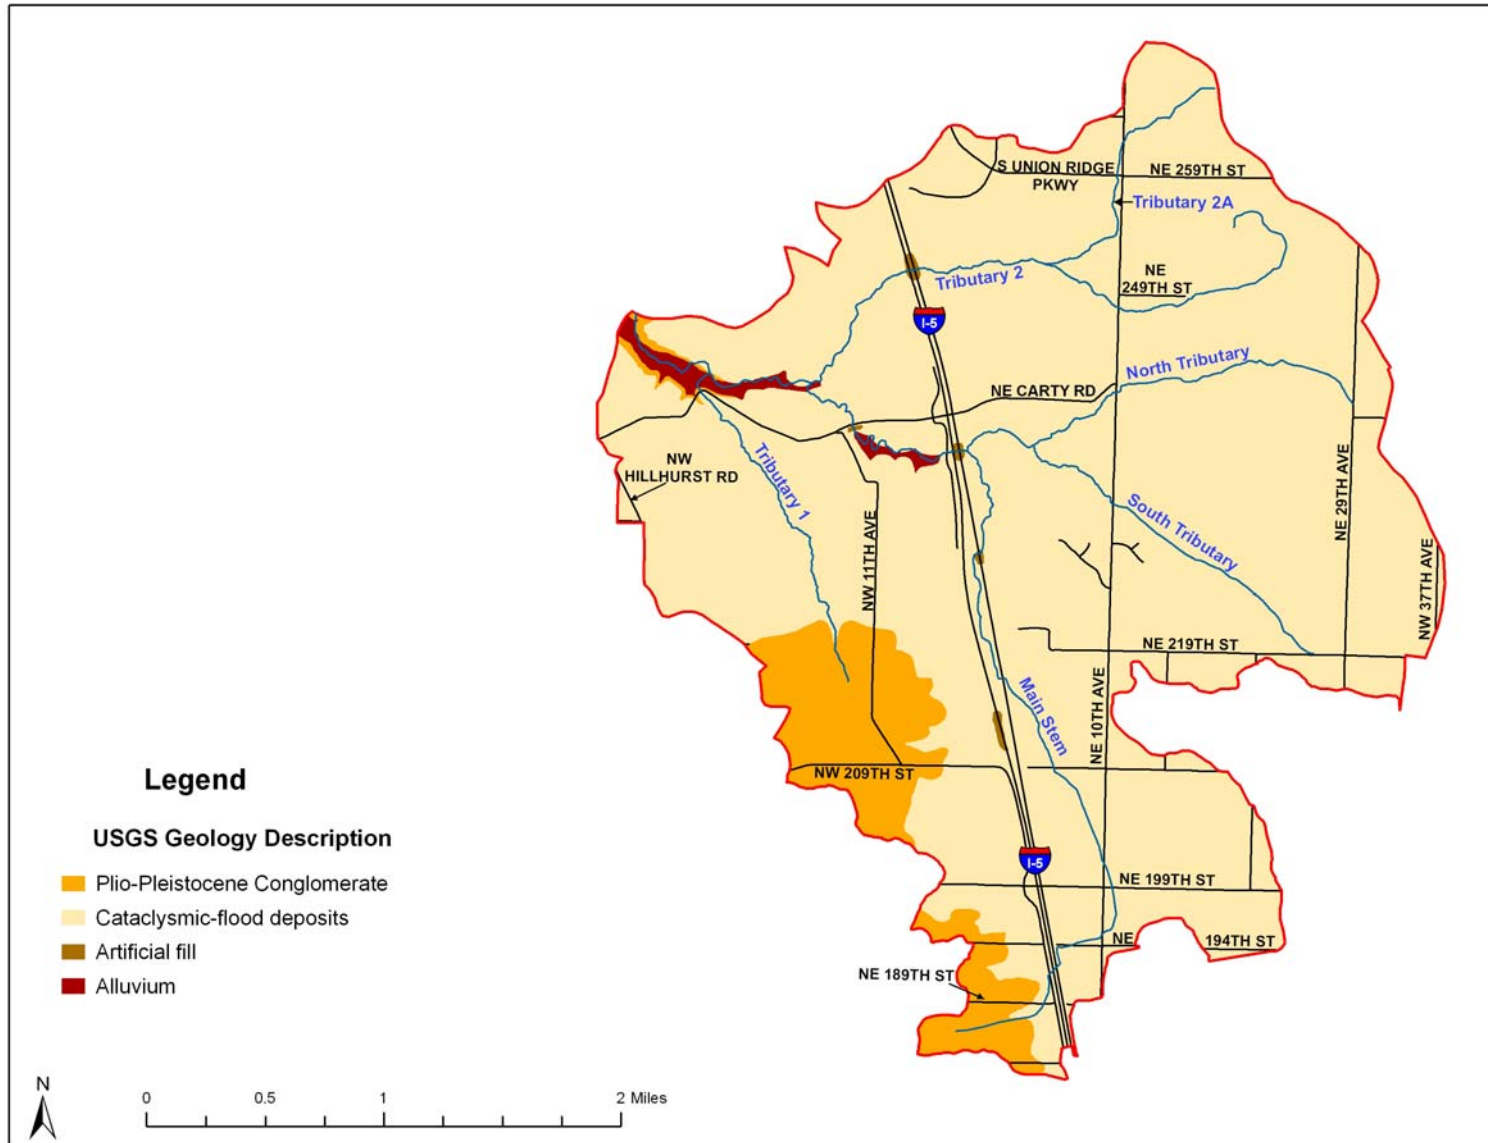 S UNION RIDGE
PKWY
NE 259TH ST
Tributary 2A
NE
249TH ST
Tributary 2
I-5
North Tributary
NE CARTY RD
NW
HILLHURST RD
Tributary 1
NW 11TH AVE
South Tributary
NE 29TH AVE
NW 37TH AVE
NE 219TH ST
Main Stem
NE 10TH AVE
NW 209TH ST
I-5
NE 199TH ST
NE
194TH ST
NE 189TH ST
Legend
USGS Geology Description
Plio-Pleistocene Conglomerate
Cataclysmic-flood deposits
Artificial fill
Alluvium
N
0 0.5 1 2 Miles